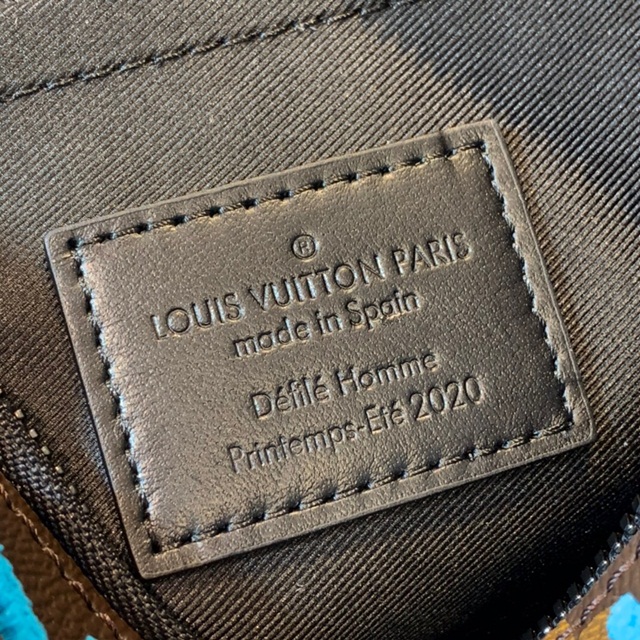 ®
LOUIS VUITTON PARIS
made in Spain
Défilé Homme
Printemps-Eté 2020